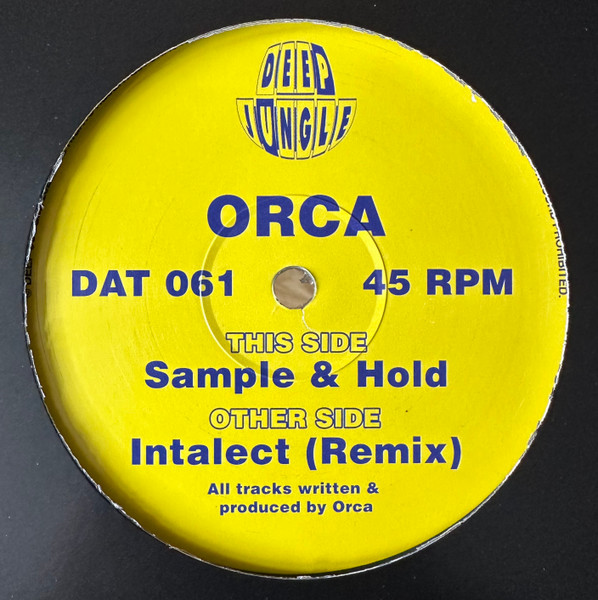 DEEP
JUNGLE
ORCA
DAT 061 45 RPM
THIS SIDE
Sample & Hold
OTHER SIDE
Intalect (Remix)
All tracks written &
produced by Orca
PROHIBITED.